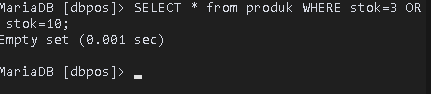 MariaDB [dbpos]> SELECT * from produk WHERE stok=3 OR
stok=10;
Empty set (0.001 sec)
MariaDB [dbpos]> _